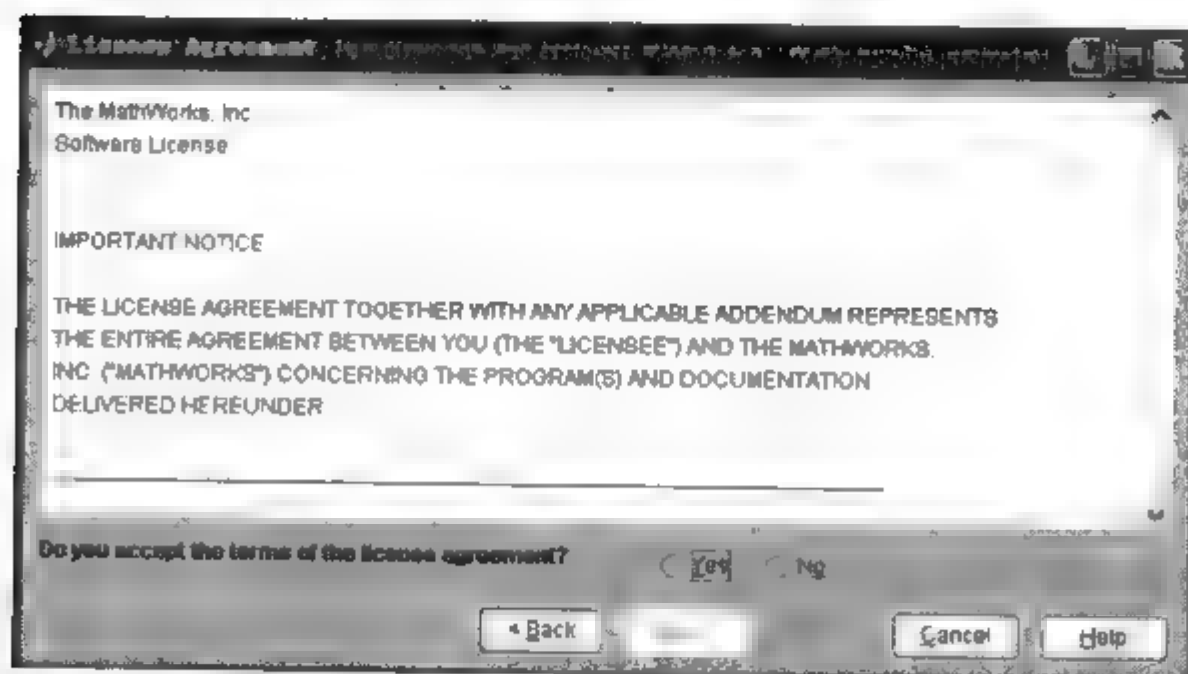 License Agreement
The MathWorks, Inc
Software License
IMPORTANT NOTICE
THE LICENSE AGREEMENT TOGETHER WITH ANY APPLICABLE ADDENDUM REPRESENTS
THE ENTIRE AGREEMENT BETWEEN YOU (THE "LICENSEE") AND THE MATHWORKS,
INC ("MATHWORKS") CONCERNING THE PROGRAM(S) AND DOCUMENTATION
DELIVERED HEREUNDER
Do you accept the terms of the license agreement?
Yes No
Back
Cancel Help